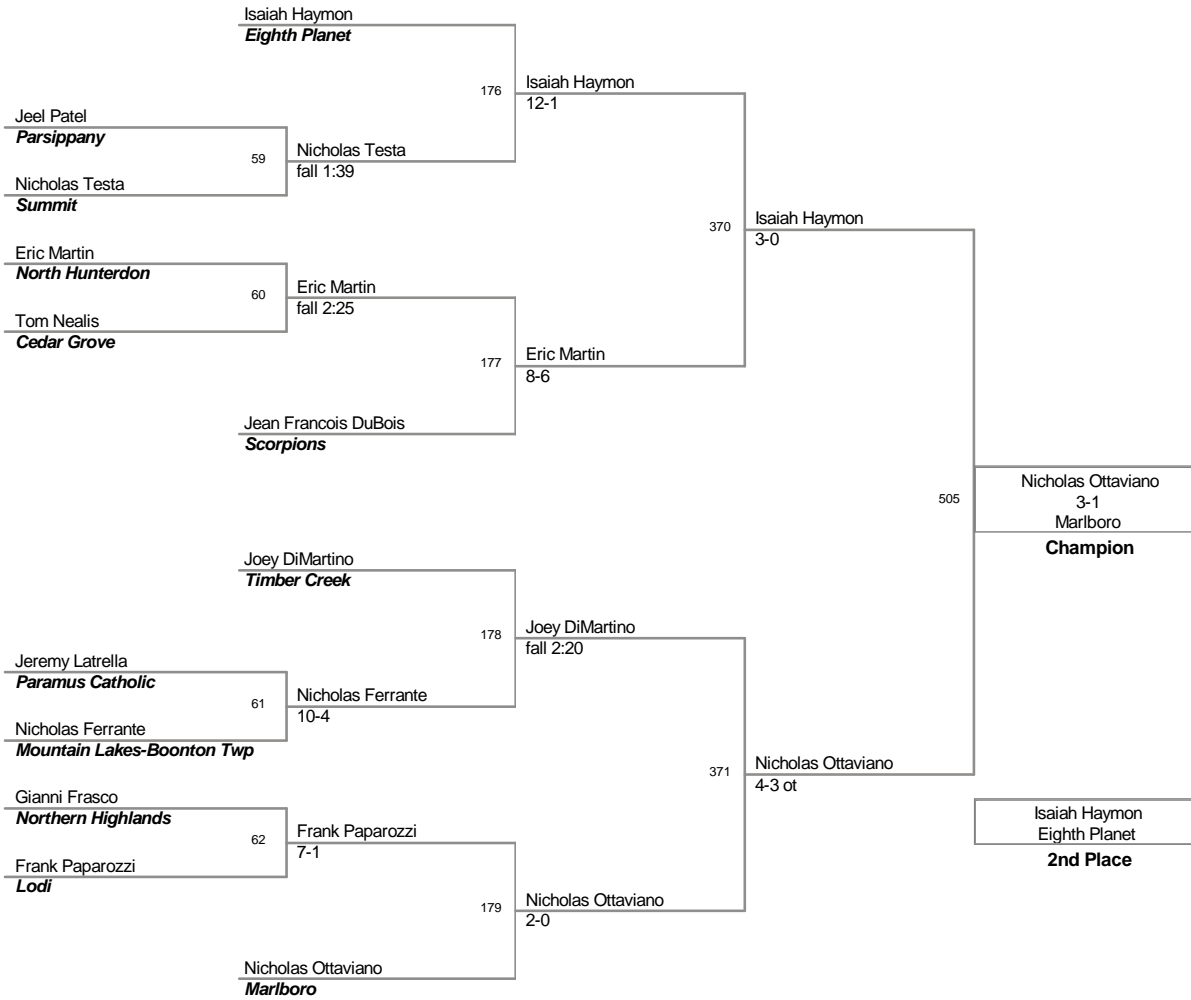 Isaiah Haymon
Eighth Planet
176
Isaiah Haymon
12-1
Jeel Patel
Parsippany
59
Nicholas Testa
fall 1:39
Nicholas Testa
Summit
370
Isaiah Haymon
3-0
Eric Martin
North Hunterdon
60
Eric Martin
fall 2:25
Tom Nealis
Cedar Grove
177
Eric Martin
8-6
Jean Francois DuBois
Scorpions
505
Nicholas Ottaviano
3-1
Marlboro
Champion
Joey DiMartino
Timber Creek
178
Joey DiMartino
fall 2:20
Jeremy Latrella
Paramus Catholic
61
Nicholas Ferrante
10-4
Nicholas Ferrante
Mountain Lakes-Boonton Twp
371
Nicholas Ottaviano
4-3 ot
Gianni Frasco
Northern Highlands
62
Frank Paparozzi
7-1
Frank Paparozzi
Lodi
Isaiah Haymon
Eighth Planet
2nd Place
179
Nicholas Ottaviano
2-0
Nicholas Ottaviano
Marlboro